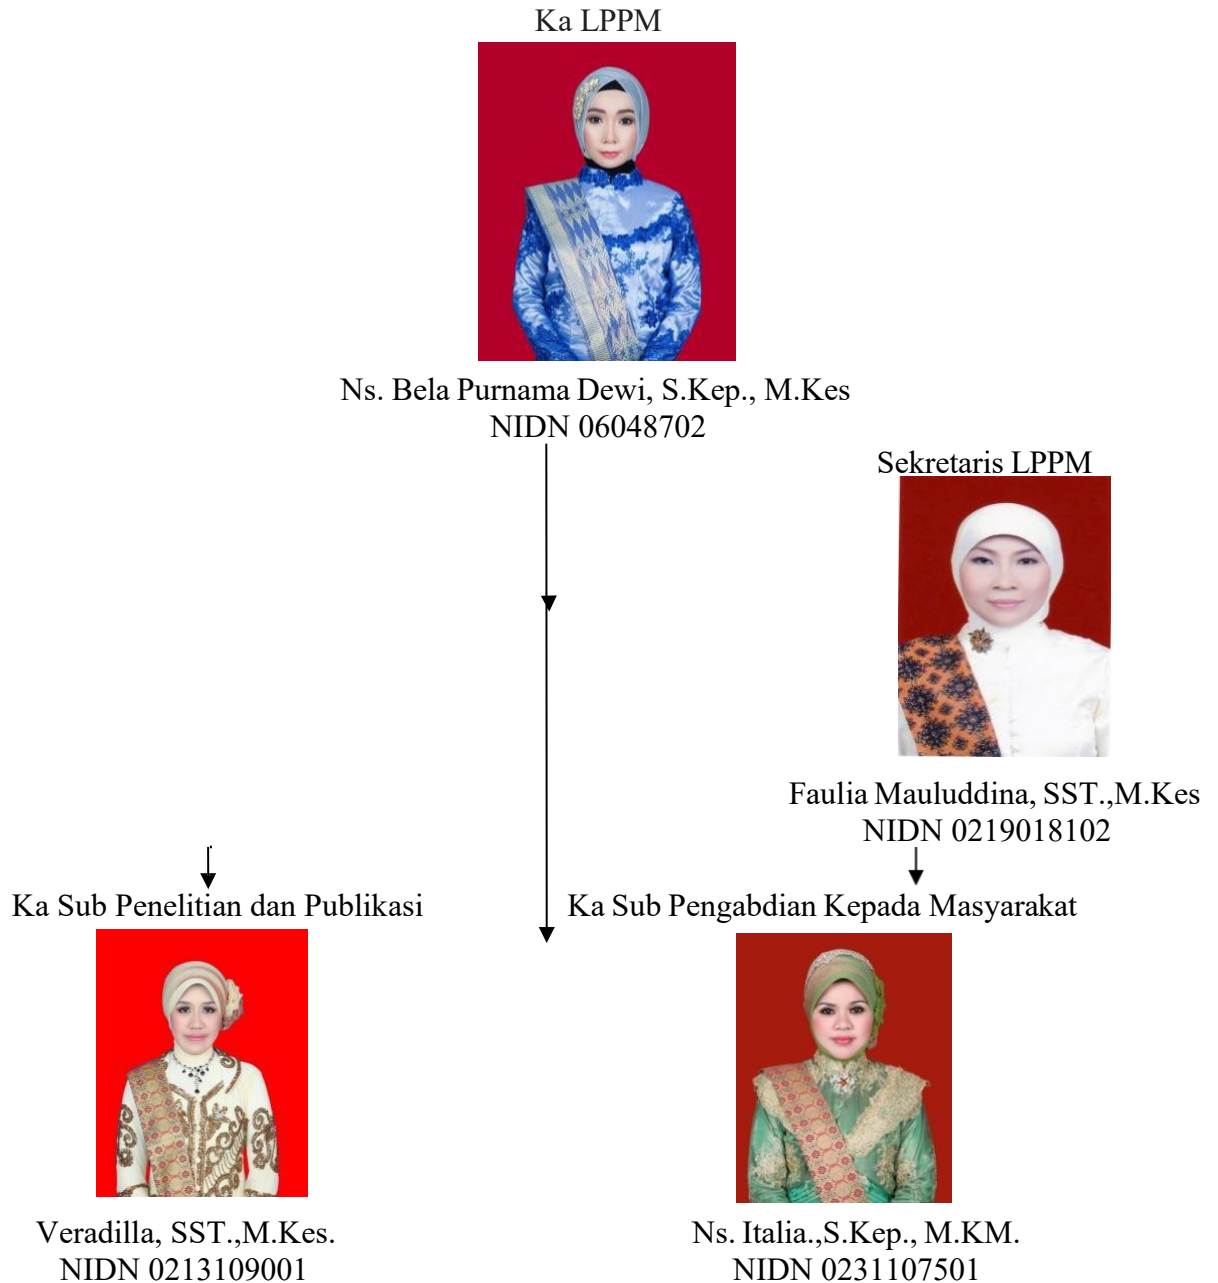 Ka LPPM
Ns. Bela Purnama Dewi, S.Kep., M.Kes
NIDN 06048702
Sekretaris LPPM
Faulia Mauluddina, SST.,M.Kes
NIDN 0219018102
Ka Sub Penelitian dan Publikasi
Ka Sub Pengabdian Kepada Masyarakat
Veradilla, SST.,M.Kes.
NIDN 0213109001
Ns. Italia.,S.Kep., M.KM.
NIDN 0231107501